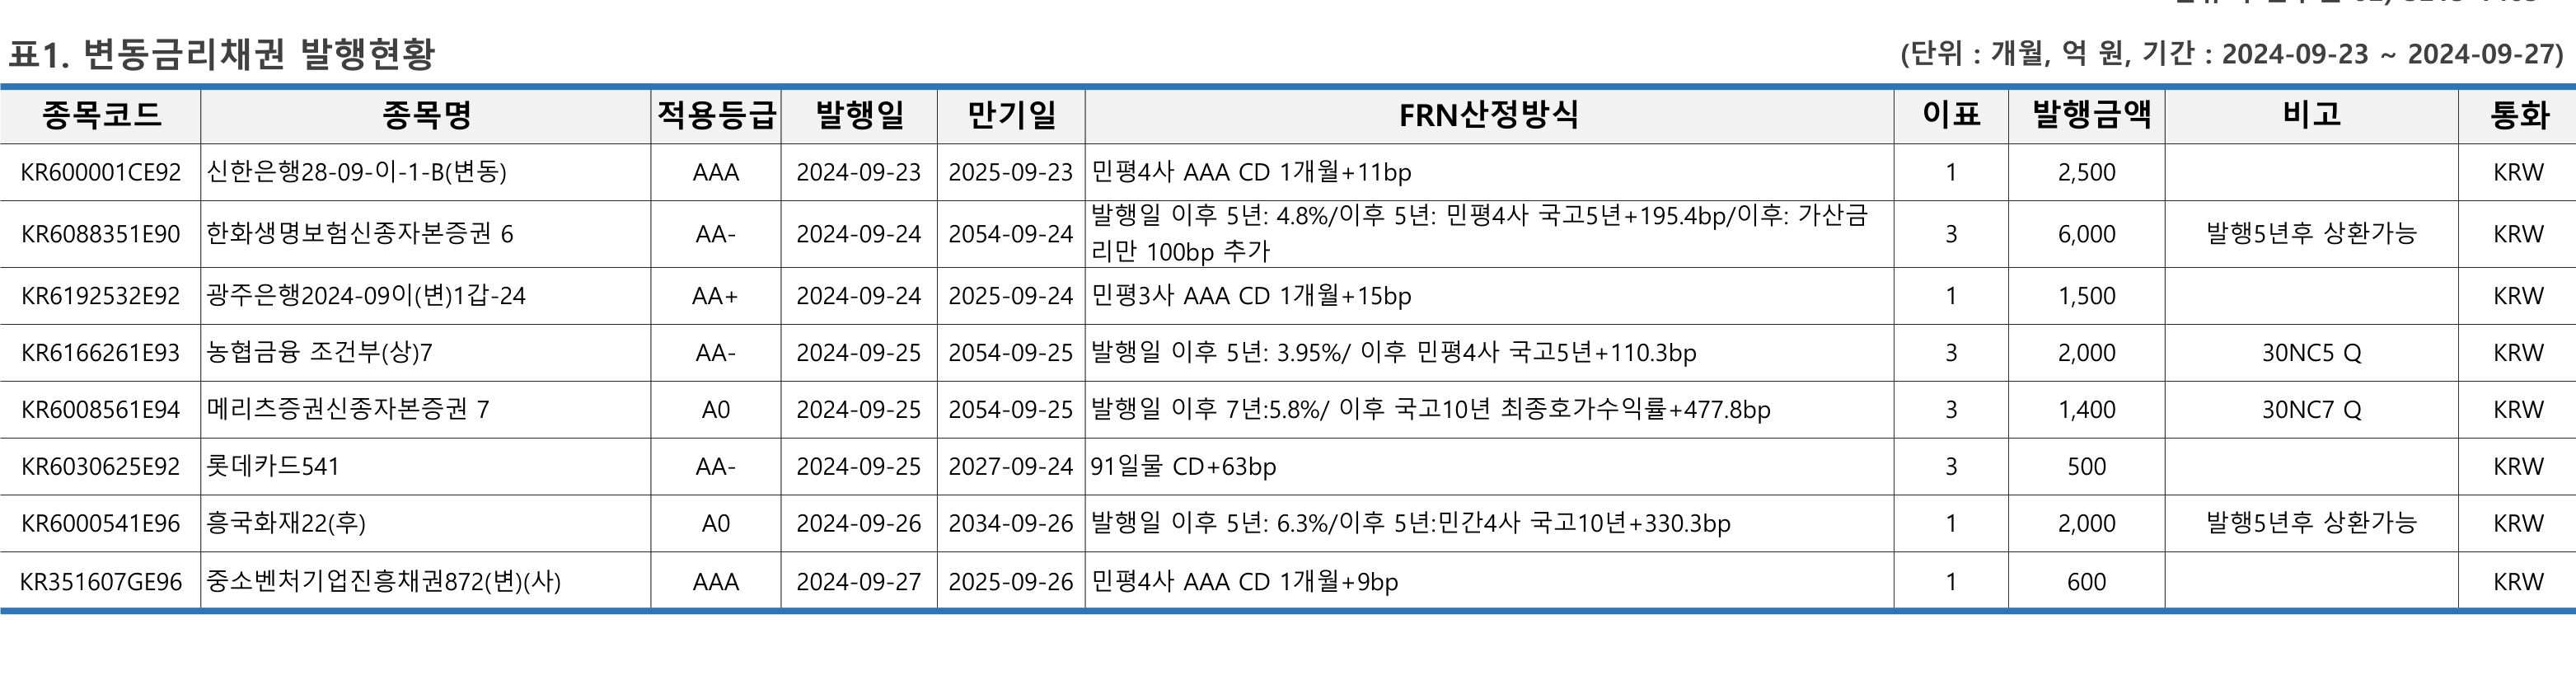 표1. 변동금리채권 발행현황 (단위 : 개월, 억 원, 기간 : 2024-09-23 ~ 2024-09-27)
종목코드 종목명 적용등급 발행일 만기일 FRN산정방식 이표 발행금액 비고 통화
KR600001CE92 신한은행28-09-이-1-B(변동) AAA 2024-09-23 2025-09-23 민평4사 AAA CD 1개월+11bp 1 2,500 KRW
KR6088351E90 한화생명보험신종자본증권 6 AA- 2024-09-24 2054-09-24 발행일 이후 5년: 4.8%/이후 5년: 민평4사 국고5년+195.4bp/이후: 가산금
리만 100bp 추가 3 6,000 발행5년후 상환가능 KRW
KR6192532E92 광주은행2024-09이(변)1갑-24 AA+ 2024-09-24 2025-09-24 민평3사 AAA CD 1개월+15bp 1 1,500 KRW
KR6166261E93 농협금융 조건부(상)7 AA- 2024-09-25 2054-09-25 발행일 이후 5년: 3.95%/ 이후 민평4사 국고5년+110.3bp 3 2,000 30NC5 Q KRW
KR6008561E94 메리츠증권신종자본증권 7 A0 2024-09-25 2054-09-25 발행일 이후 7년:5.8%/ 이후 국고10년 최종호가수익률+477.8bp 3 1,400 30NC7 Q KRW
KR6030625E92 롯데카드541 AA- 2024-09-25 2027-09-24 91일물 CD+63bp 3 500 KRW
KR6000541E96 흥국화재22(후) A0 2024-09-26 2034-09-26 발행일 이후 5년: 6.3%/이후 5년:민간4사 국고10년+330.3bp 1 2,000 발행5년후 상환가능 KRW
KR351607GE96 중소벤처기업진흥채권872(변)(사) AAA 2024-09-27 2025-09-26 민평4사 AAA CD 1개월+9bp 1 600 KRW